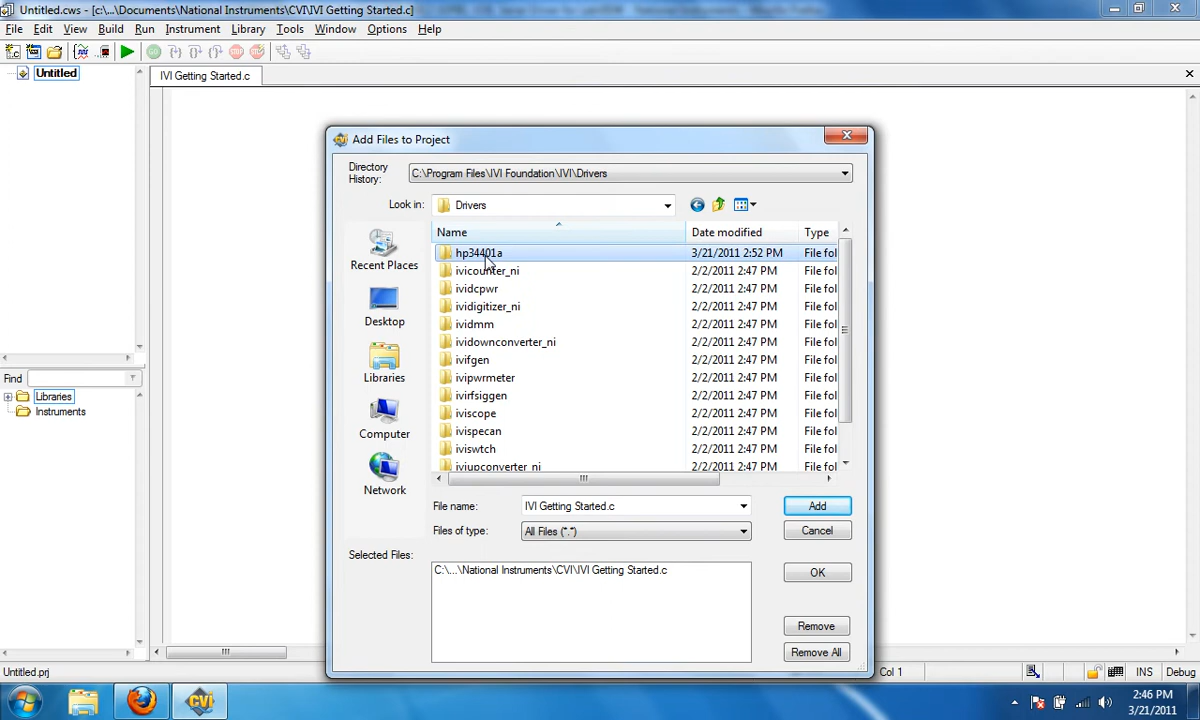 Untitled.cws - [c:\...\Documents\National Instruments\CVI\IVI Getting Started.c]
File Edit View Build Run Instrument Library Tools Window Options Help
Untitled
IVI Getting Started.c
Add Files to Project
Directory History: C:\Program Files\IVI Foundation\IVI\Drivers
Look in: Drivers
Name Date modified Type
hp34401a 3/21/2011 2:52 PM File fol
ivicounter_ni 2/2/2011 2:47 PM File fol
ividcpwr 2/2/2011 2:47 PM File fol
ividigitizer_ni 2/2/2011 2:47 PM File fol
ividmm 2/2/2011 2:47 PM File fol
ividownconverter_ni 2/2/2011 2:47 PM File fol
ivifgen 2/2/2011 2:47 PM File fol
ivipwrmeter 2/2/2011 2:47 PM File fol
ivirfsiggen 2/2/2011 2:47 PM File fol
iviscope 2/2/2011 2:47 PM File fol
ivispecan 2/2/2011 2:47 PM File fol
iviswtch 2/2/2011 2:47 PM File fol
iviupconverter_ni 2/2/2011 2:47 PM File fol
Recent Places
Desktop
Libraries
Computer
Network
File name: IVI Getting Started.c Add
Files of type: All Files (*.*) Cancel
Selected Files:
C:\...\National Instruments\CVI\IVI Getting Started.c
OK
Remove
Remove All
Find
Libraries
Instruments
Untitled.prj Col 1 INS Debug
CVI
2:46 PM
3/21/2011